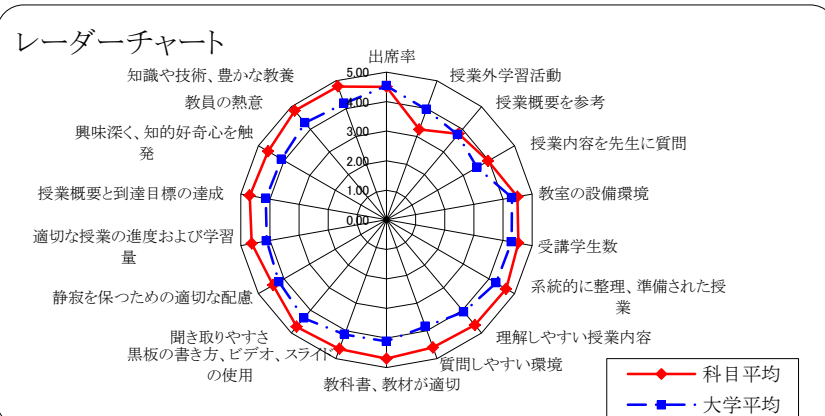 レーダーチャート
出席率
授業外学習活動
授業概要を参考
授業内容を先生に質問
教室の設備環境
受講学生数
系統的に整理、準備された授
業
理解しやすい授業内容
質問しやすい環境
教科書、教材が適切
黒板の書き方、ビデオ、スライド
の使用
聞き取りやすさ
静寂を保つための適切な配慮
適切な授業の進度および学習
量
授業概要と到達目標の達成
興味深く、知的好奇心を触
発
教員の熱意
知識や技術、豊かな教養
5.00
4.00
3.00
2.00
1.00
0.00
科目平均
大学平均